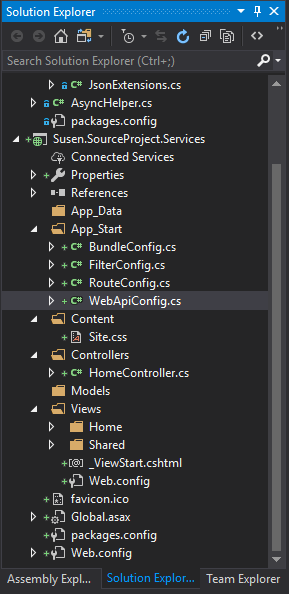 Solution Explorer
Search Solution Explorer (Ctrl+;)
JsonExtensions.cs
AsyncHelper.cs
packages.config
Susen.SourceProject.Services
Connected Services
Properties
References
App_Data
App_Start
BundleConfig.cs
FilterConfig.cs
RouteConfig.cs
WebApiConfig.cs
Content
Site.css
Controllers
HomeController.cs
Models
Views
Home
Shared
_ViewStart.cshtml
Web.config
favicon.ico
Global.asax
packages.config
Web.config
Assembly Expl... Solution Explor... Team Explorer